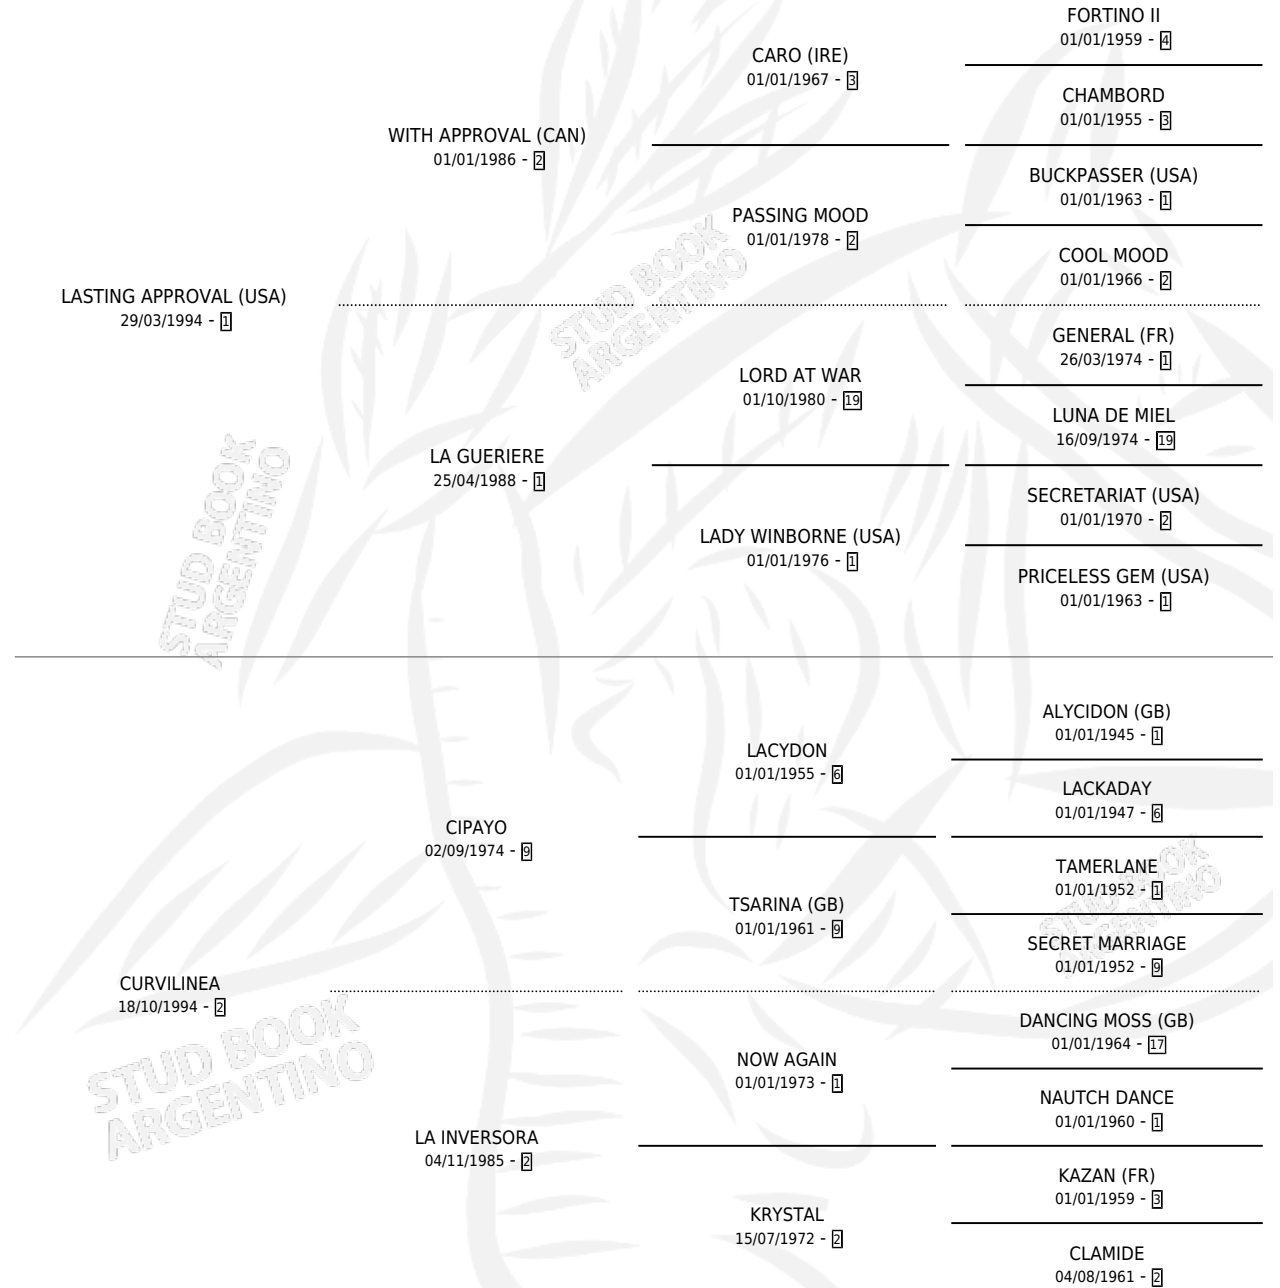 FORTINO II
01/01/1959 - 4
CARO (IRE)
01/01/1967 - 3
CHAMBORD
01/01/1955 - 3
WITH APPROVAL (CAN)
01/01/1986 - 2
BUCKPASSER (USA)
01/01/1963 - 1
PASSING MOOD
01/01/1978 - 2
COOL MOOD
01/01/1966 - 2
LASTING APPROVAL (USA)
29/03/1994 - 1
STUD BOOK
ARGENTINO
GENERAL (FR)
26/03/1974 - 1
LORD AT WAR
01/10/1980 - 19
LUNA DE MIEL
16/09/1974 - 19
LA GUERIERE
25/04/1988 - 1
SECRETARIAT (USA)
01/01/1970 - 2
LADY WINBORNE (USA)
01/01/1976 - 1
PRICELESS GEM (USA)
01/01/1963 - 1
STUD BOOK
ARGENTINO
ALYCIDON (GB)
01/01/1945 - 1
LACYDON
01/01/1955 - 6
LACKADAY
01/01/1947 - 6
CIPAYO
02/09/1974 - 9
TAMERLANE
01/01/1952 - 1
TSARINA (GB)
01/01/1961 - 9
SECRET MARRIAGE
01/01/1952 - 9
STUD BOOK
ARGENTINO
CURVILINEA
18/10/1994 - 2
DANCING MOSS (GB)
01/01/1964 - 17
NOW AGAIN
01/01/1973 - 1
NAUTCH DANCE
01/01/1960 - 1
STUD BOOK
ARGENTINO
LA INVERSORA
04/11/1985 - 2
KAZAN (FR)
01/01/1959 - 3
KRYSTAL
15/07/1972 - 2
CLAMIDE
04/08/1961 - 2